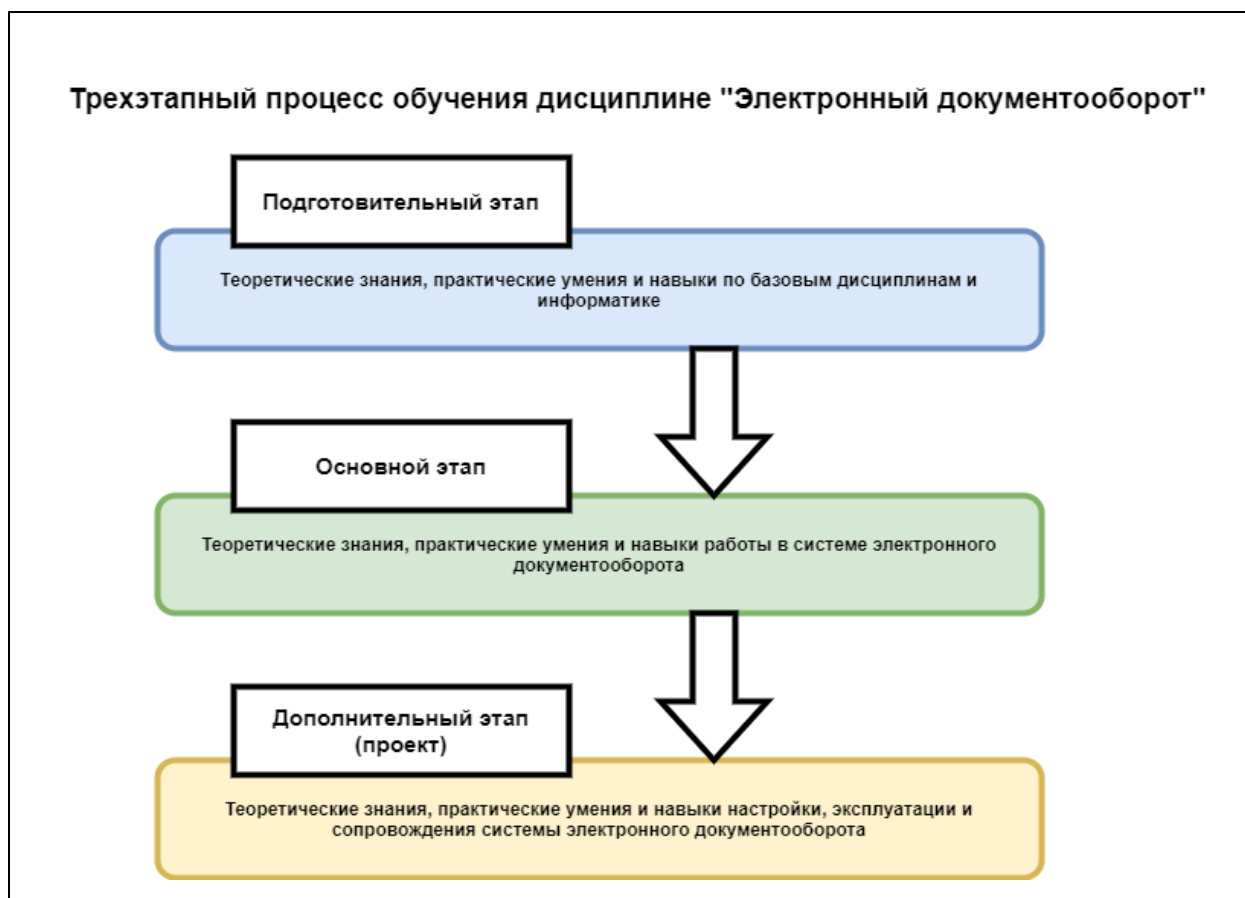 Трехэтапный процесс обучения дисциплине "Электронный документооборот"
Подготовительный этап
Теоретические знания, практические умения и навыки по базовым дисциплинам и
информатике
Основной этап
Теоретические знания, практические умения и навыки работы в системе электронного
документооборота
Дополнительный этап
(проект)
Теоретические знания, практические умения и навыки настройки, эксплуатации и
сопровождения системы электронного документооборота